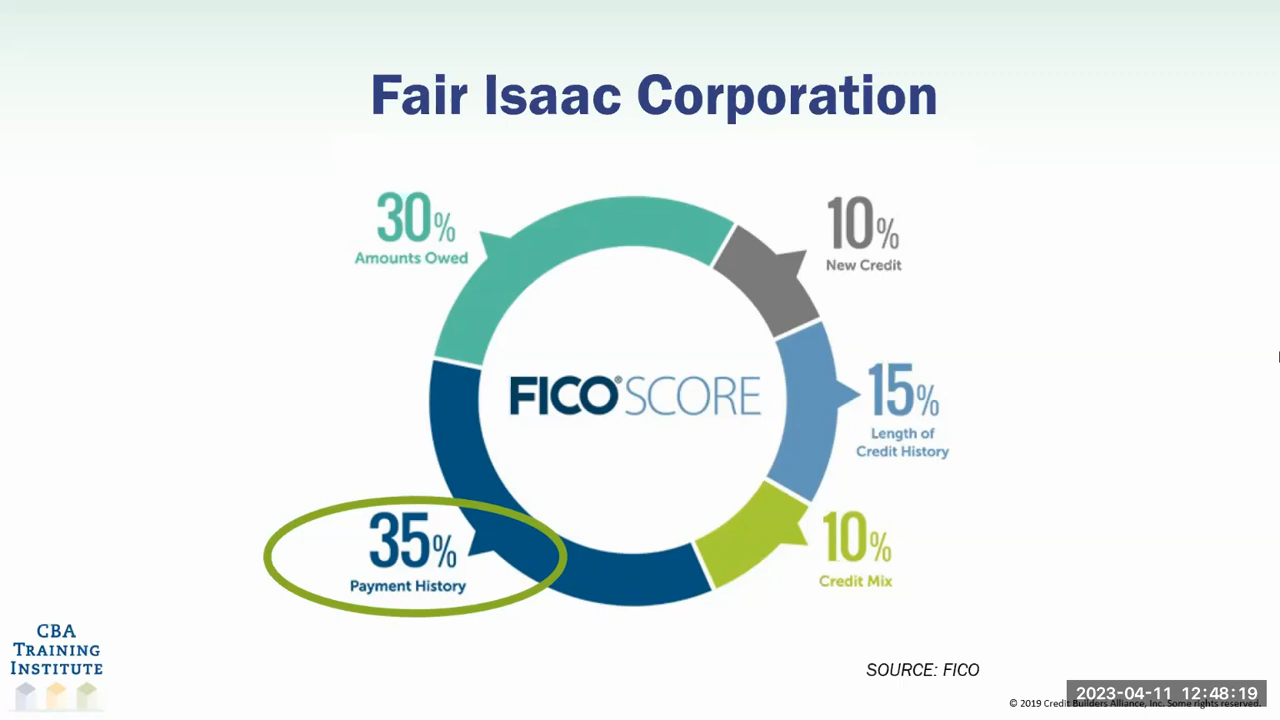 Fair Isaac Corporation
30%
Amounts Owed
10%
New Credit
FICO® SCORE
15%
Length of
Credit History
35%
Payment History
10%
Credit Mix
CBA
TRAINING
INSTITUTE
SOURCE: FICO
2023-04-11 12:48:19
© 2019 Credit Builders Alliance, Inc. Some rights reserved.